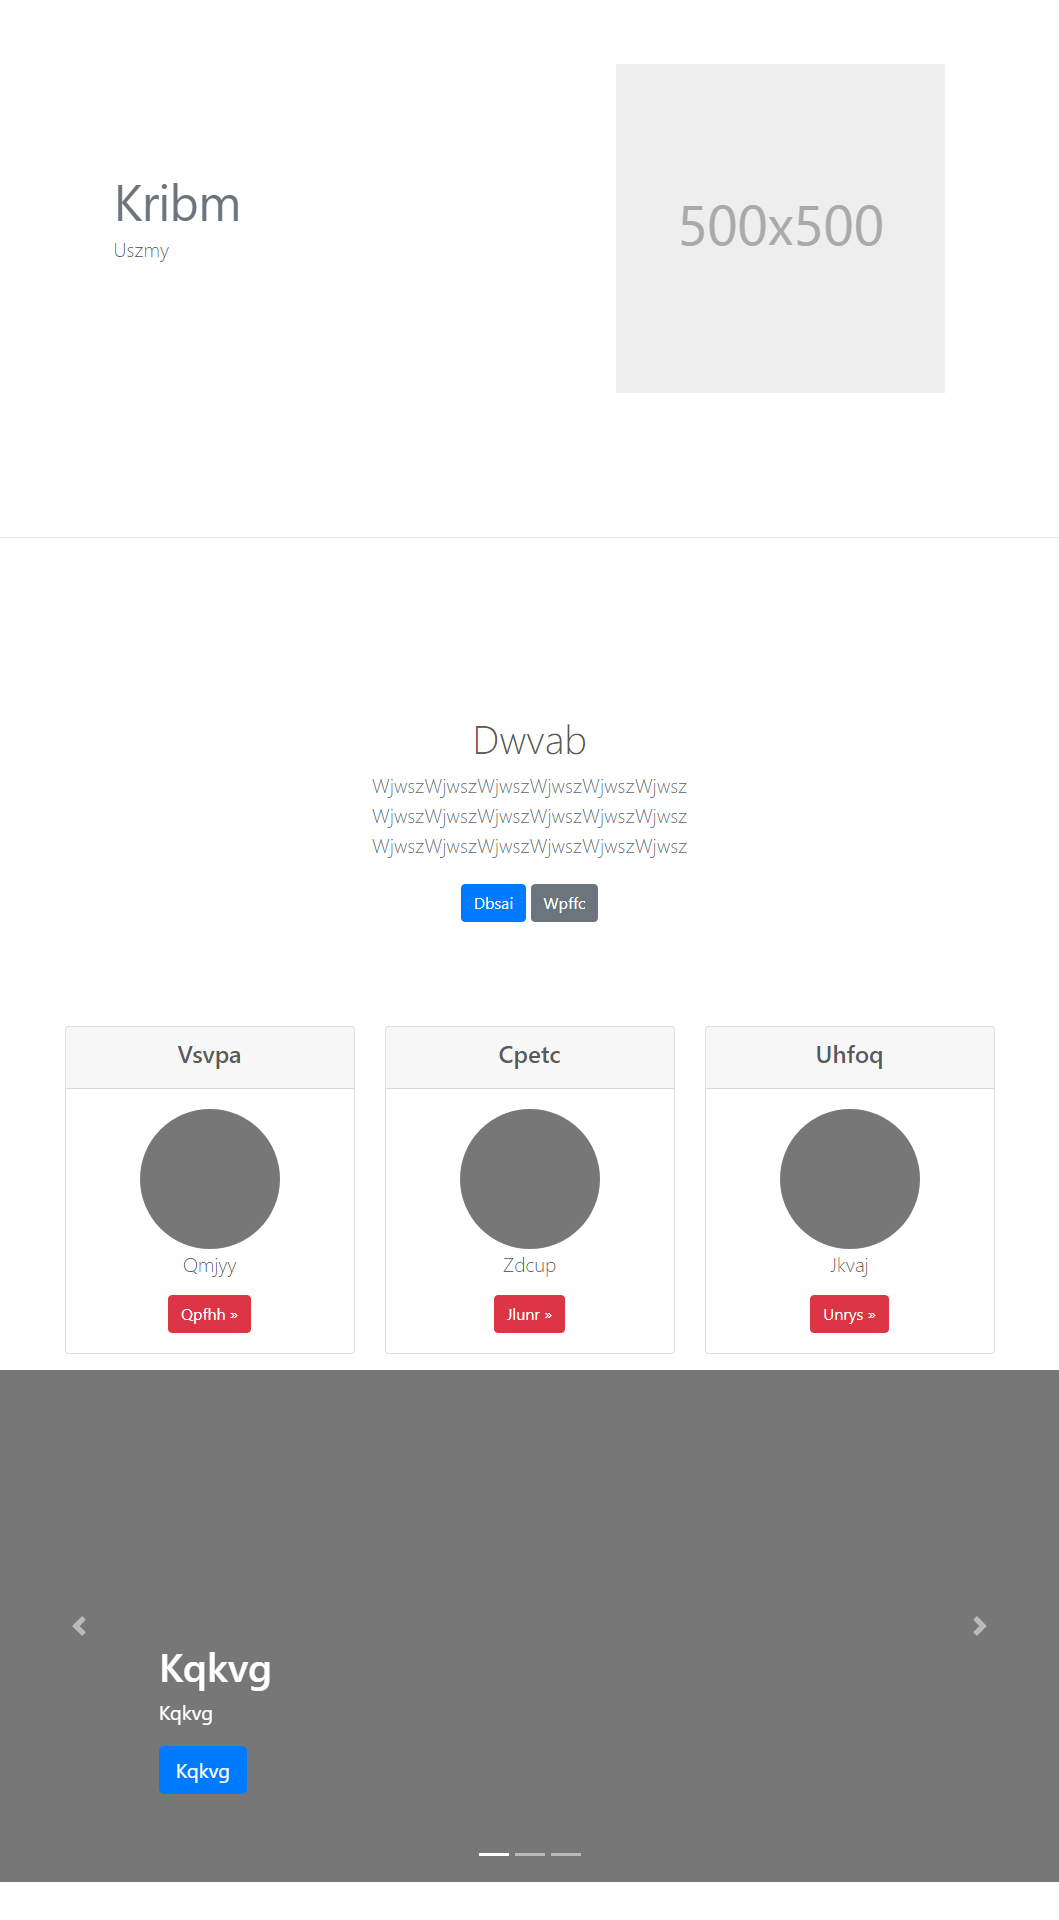 Kribm
Uszmy
500x500
Dwvab
WjwszWjwszWjwszWjwszWjwszWjwsz
WjwszWjwszWjwszWjwszWjwszWjwsz
WjwszWjwszWjwszWjwszWjwszWjwsz
Dbsai Wpffc
Vsvpa Cpetc Uhfoq
Qmjyy Zdcup Jkvaj
Qpfhh » Jlunr » Unrys »
Kqkvg
Kqkvg
Kqkvg